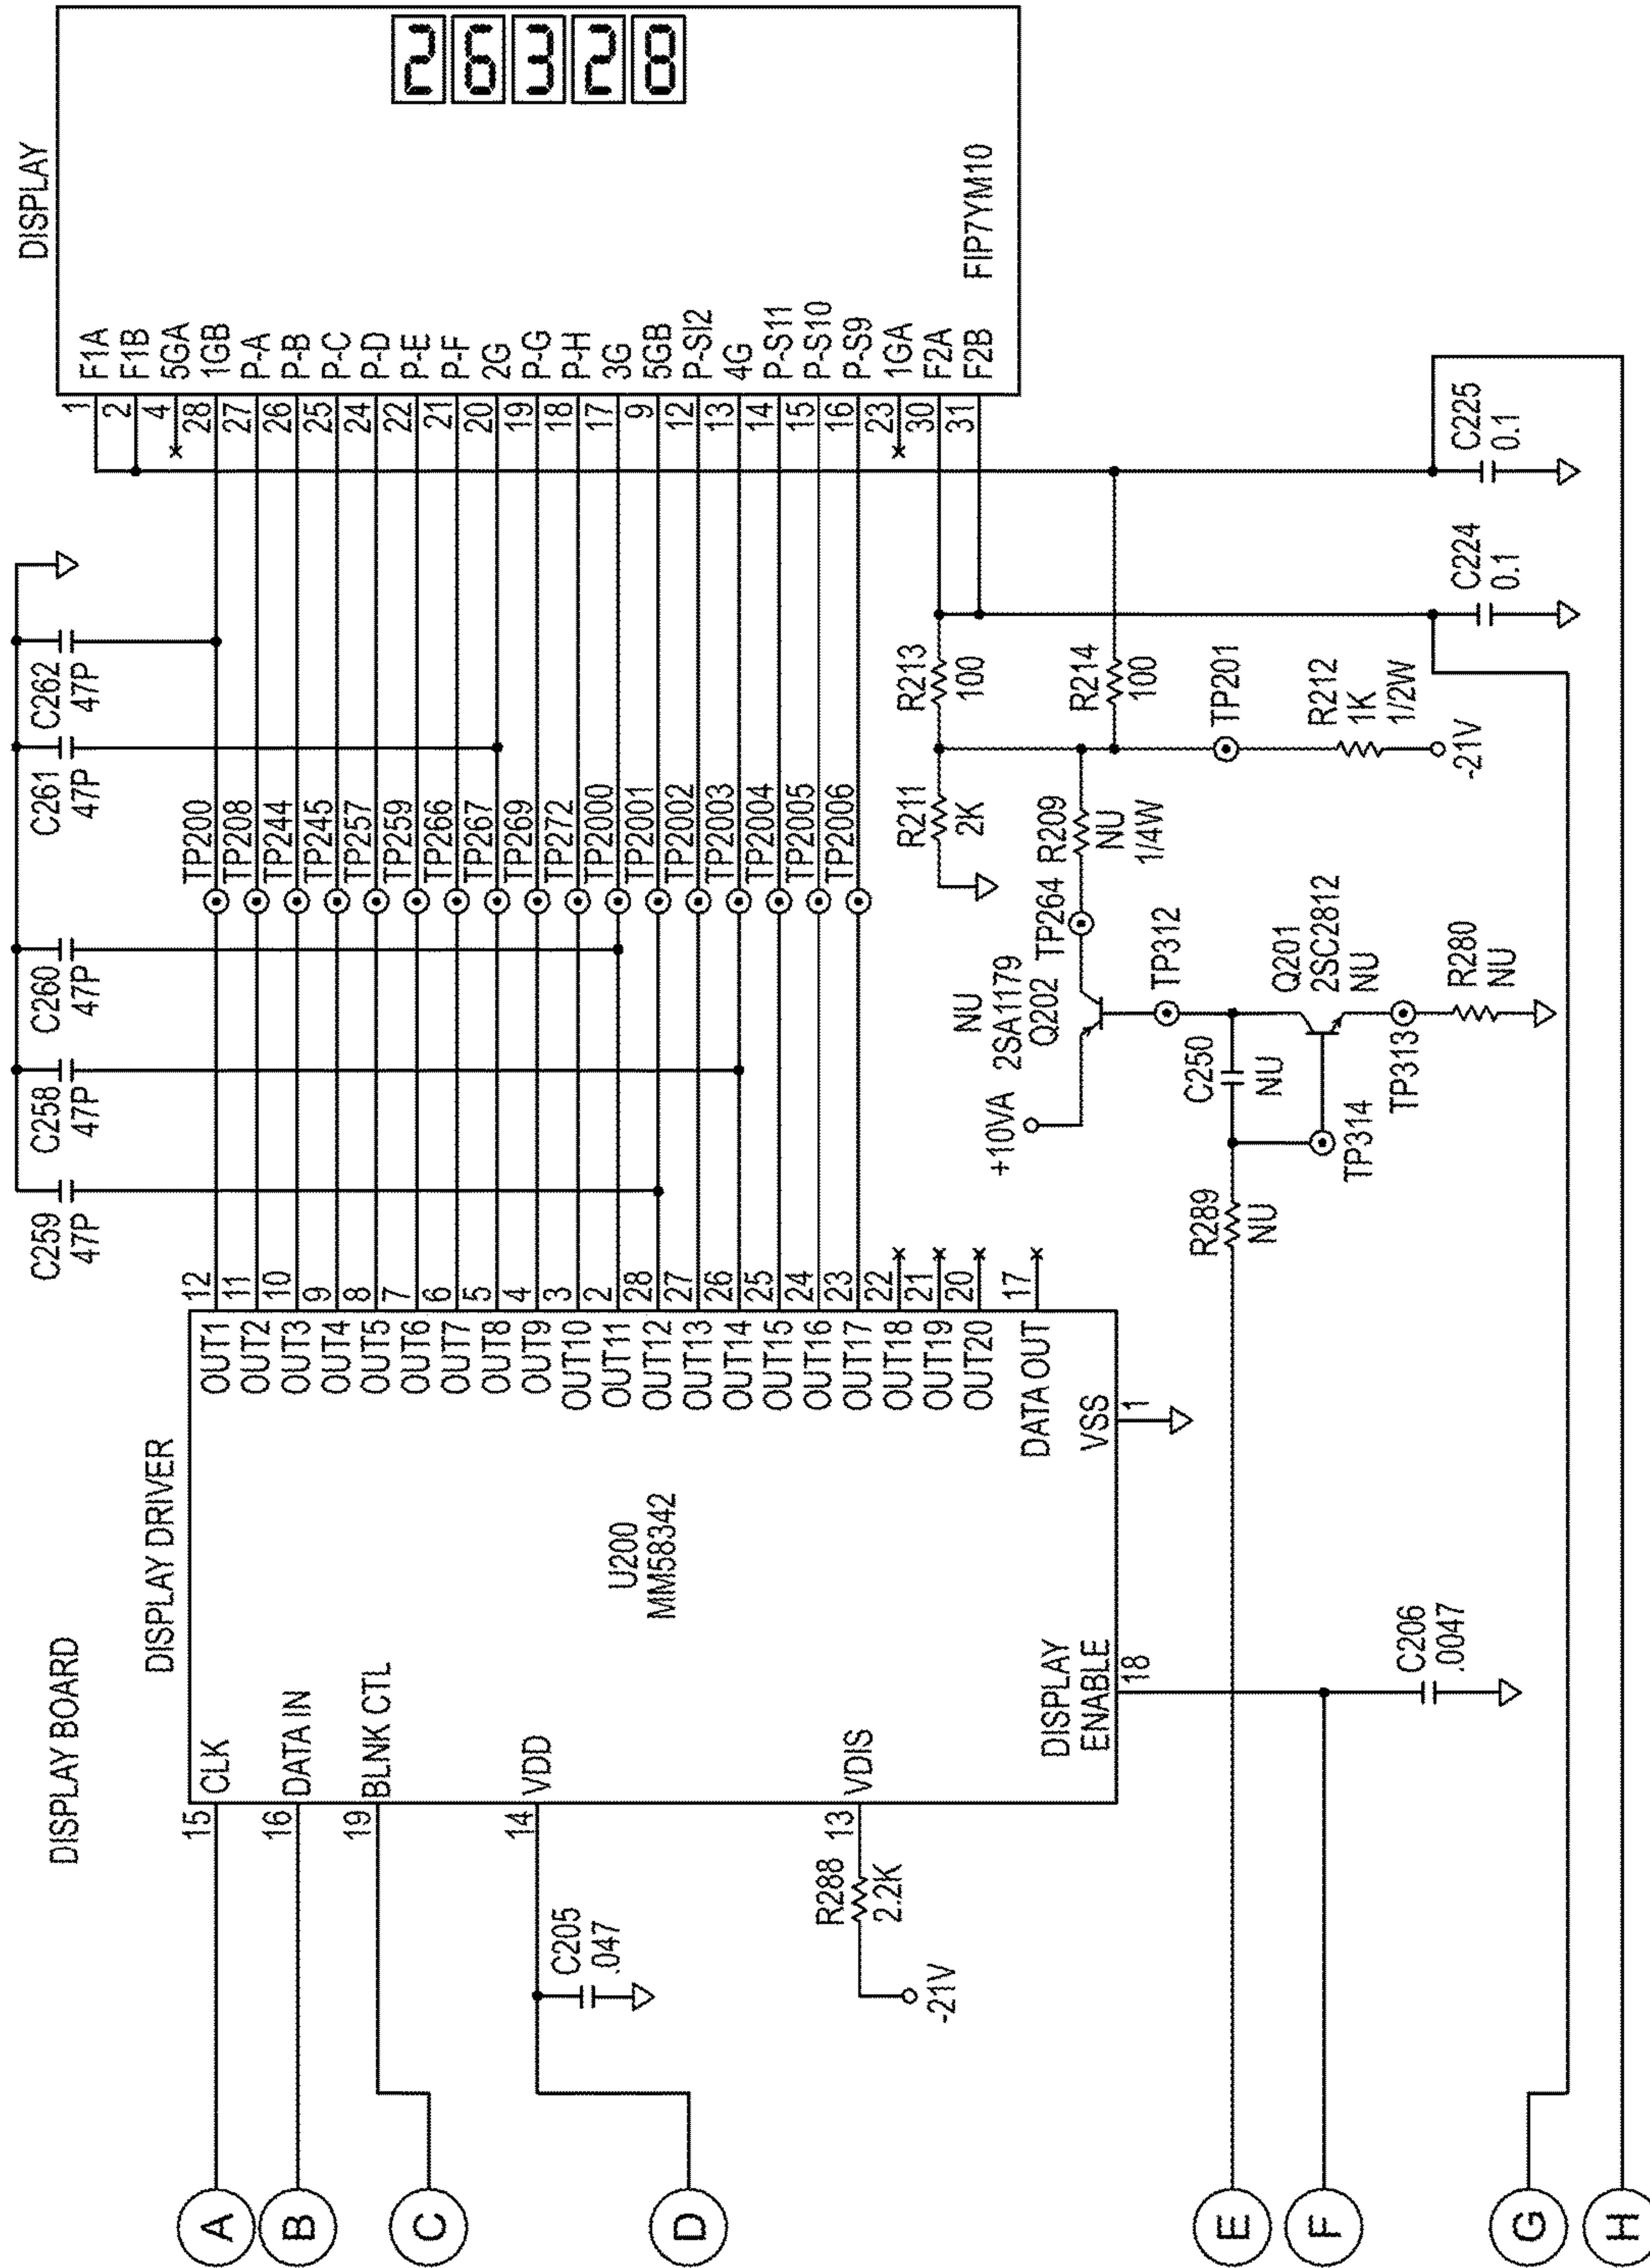 DISPLAY BOARD
DISPLAY DRIVER
DISPLAY
15
CLK
16
DATA IN
19
BLNK CTL
14
VDD
13
VDIS
DISPLAY
ENABLE
18
U200
MM58342
VSS
1
OUT1
12
OUT2
11
OUT3
10
OUT4
9
OUT5
8
OUT6
7
OUT7
6
OUT8
5
OUT9
4
OUT10
3
OUT11
2
OUT12
28
OUT13
27
OUT14
26
OUT15
25
OUT16
24
OUT17
23
OUT18
22
OUT19
21
OUT20
20
DATA OUT
17
C259
47P
C258
47P
C260
47P
C261
47P
C262
47P
TP200
TP208
TP244
TP245
TP257
TP259
TP266
TP267
TP269
TP272
TP2000
TP2001
TP2002
TP2003
TP2004
TP2005
TP2006
1
F1A
2
F1B
4
5GA
28
1GB
27
P-A
26
P-B
25
P-C
24
P-D
22
P-E
21
P-F
20
2G
19
P-G
18
P-H
17
3G
9
5GB
12
P-SI2
13
4G
14
P-S11
15
P-S10
16
P-S9
23
1GA
30
F2A
31
F2B
FIP7YM10
26328
C205
.047
R288
2.2K
-21V
C206
.0047
R289
NU
C250
NU
TP314
TP313
TP312
Q201
2SC2812
NU
R280
NU
+10VA
NU
2SA1179
Q202
TP264
R209
NU
1/4W
R211
2K
R213
100
R214
100
TP201
R212
1K
1/2W
-21V
C224
0.1
C225
0.1
A
B
C
D
E
F
G
H